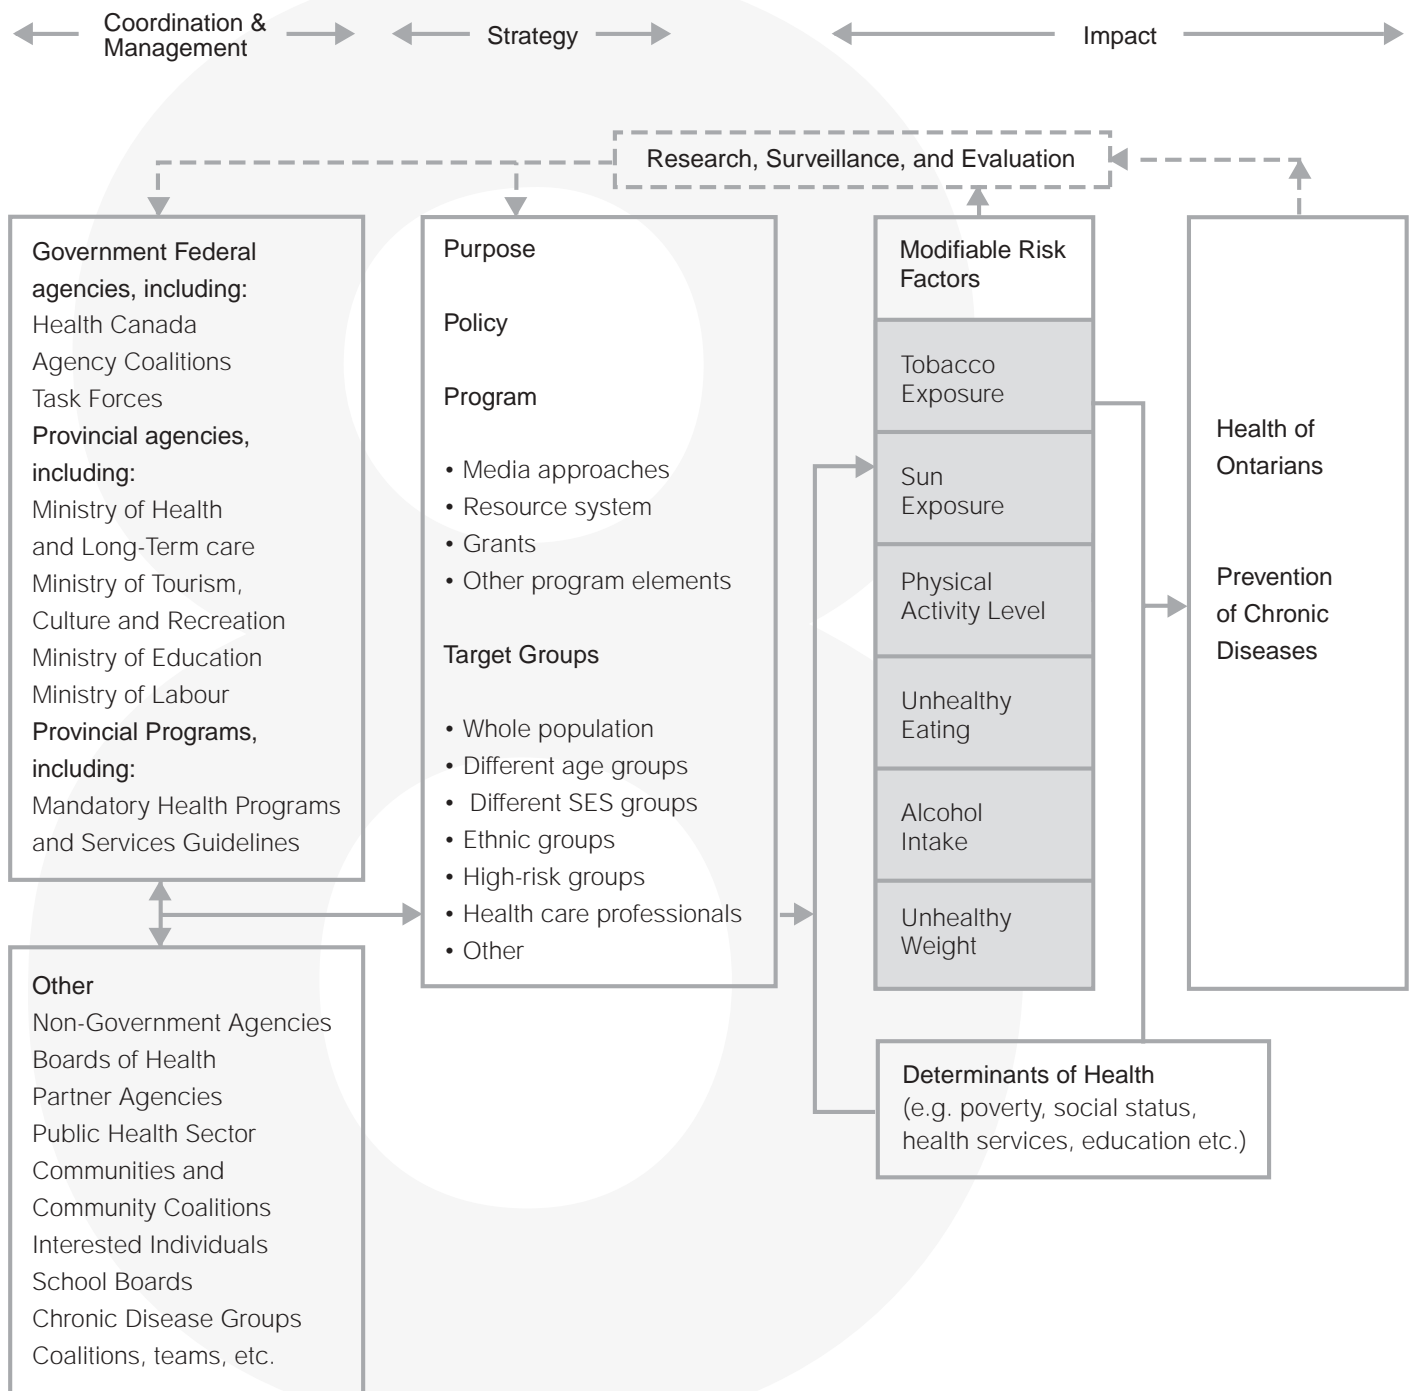 Coordination &
Management
Strategy
Impact
Research, Surveillance, and Evaluation
Government Federal
agencies, including:
Health Canada
Agency Coalitions
Task Forces
Provincial agencies,
including:
Ministry of Health
and Long-Term care
Ministry of Tourism,
Culture and Recreation
Ministry of Education
Ministry of Labour
Provincial Programs,
including:
Mandatory Health Programs
and Services Guidelines
Other
Non-Government Agencies
Boards of Health
Partner Agencies
Public Health Sector
Communities and
Community Coalitions
Interested Individuals
School Boards
Chronic Disease Groups
Coalitions, teams, etc.
Purpose
Policy
Program
• Media approaches
• Resource system
• Grants
• Other program elements
Target Groups
• Whole population
• Different age groups
• Different SES groups
• Ethnic groups
• High-risk groups
• Health care professionals
• Other
Modifiable Risk
Factors
Tobacco
Exposure
Sun
Exposure
Physical
Activity Level
Unhealthy
Eating
Alcohol
Intake
Unhealthy
Weight
Determinants of Health
(e.g. poverty, social status,
health services, education etc.)
Health of
Ontarians
Prevention
of Chronic
Diseases